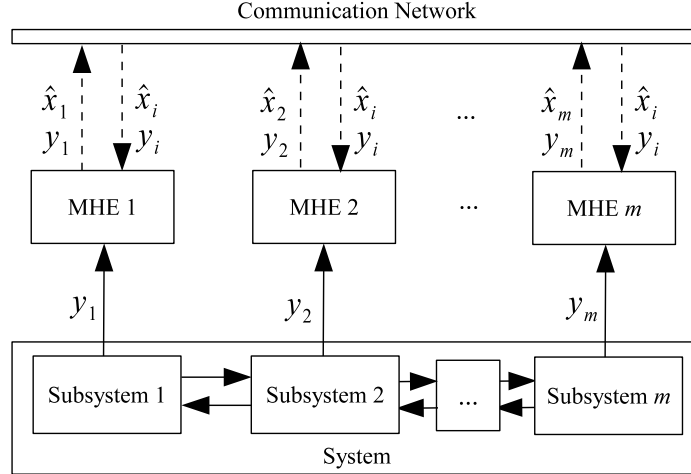 Communication Network
x̂₁ x̂ᵢ x̂₂ x̂ᵢ ... x̂ₘ x̂ᵢ
y₁ yᵢ y₂ yᵢ yₘ yᵢ
MHE 1 MHE 2 ... MHE m
y₁ y₂ yₘ
Subsystem 1 Subsystem 2 ... Subsystem m
System